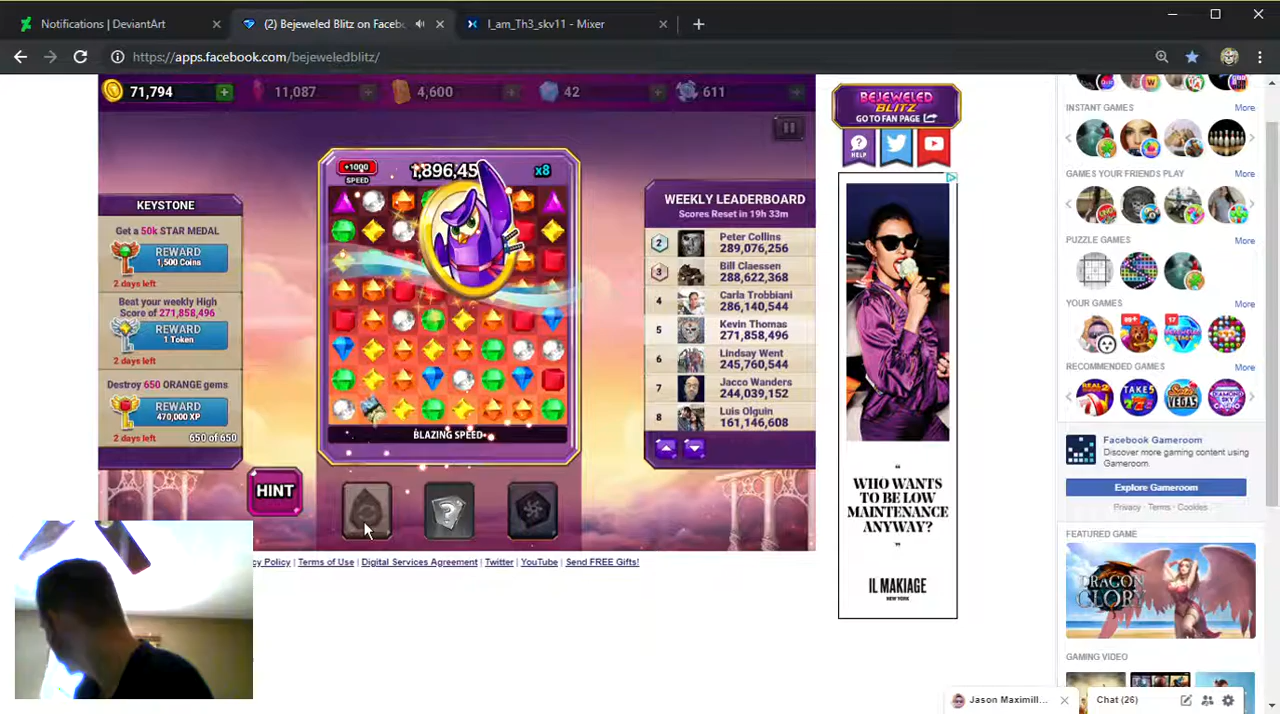 Notifications | DeviantArt
(2) Bejeweled Blitz on Facebo
I_am_Th3_skv11 - Mixer
https://apps.facebook.com/bejeweledblitz/
71,794
11,087
4,600
42
611
KEYSTONE
Get a 50k STAR MEDAL
REWARD
1,500 Coins
2 days left
Beat your weekly High
Score of 271,858,496
REWARD
1 Token
2 days left
Destroy 650 ORANGE gems
REWARD
470,000 XP
2 days left
650 of 650
+1000
SPEED
1,896,45
x8
BLAZING SPEED
HINT
WEEKLY LEADERBOARD
Scores Reset in 19h 33m
2
Peter Collins
289,076,256
3
Bill Claessen
288,622,368
4
Carla Trobbiani
286,140,544
5
Kevin Thomas
271,858,496
6
Lindsay Went
245,760,544
7
Jacco Wanders
244,039,152
8
Luis Olguin
161,146,608
cy Policy | Terms of Use | Digital Services Agreement | Twitter | YouTube | Send FREE Gifts!
BEJEWELED
BLITZ
GO TO FAN PAGE
HELP
"
WHO WANTS
TO BE LOW
MAINTENANCE
ANYWAY?
"
IL MAKIAGE
NEW YORK
INSTANT GAMES
More
GAMES YOUR FRIENDS PLAY
More
PUZZLE GAMES
More
YOUR GAMES
More
99+
17
RECOMMENDED GAMES
More
Facebook Gameroom
Discover more gaming content using
Gameroom.
Explore Gameroom
Privacy · Terms · Cookies
FEATURED GAME
DRAGON
GLORY
GAMING VIDEO
Jason Maximill...
Chat (26)